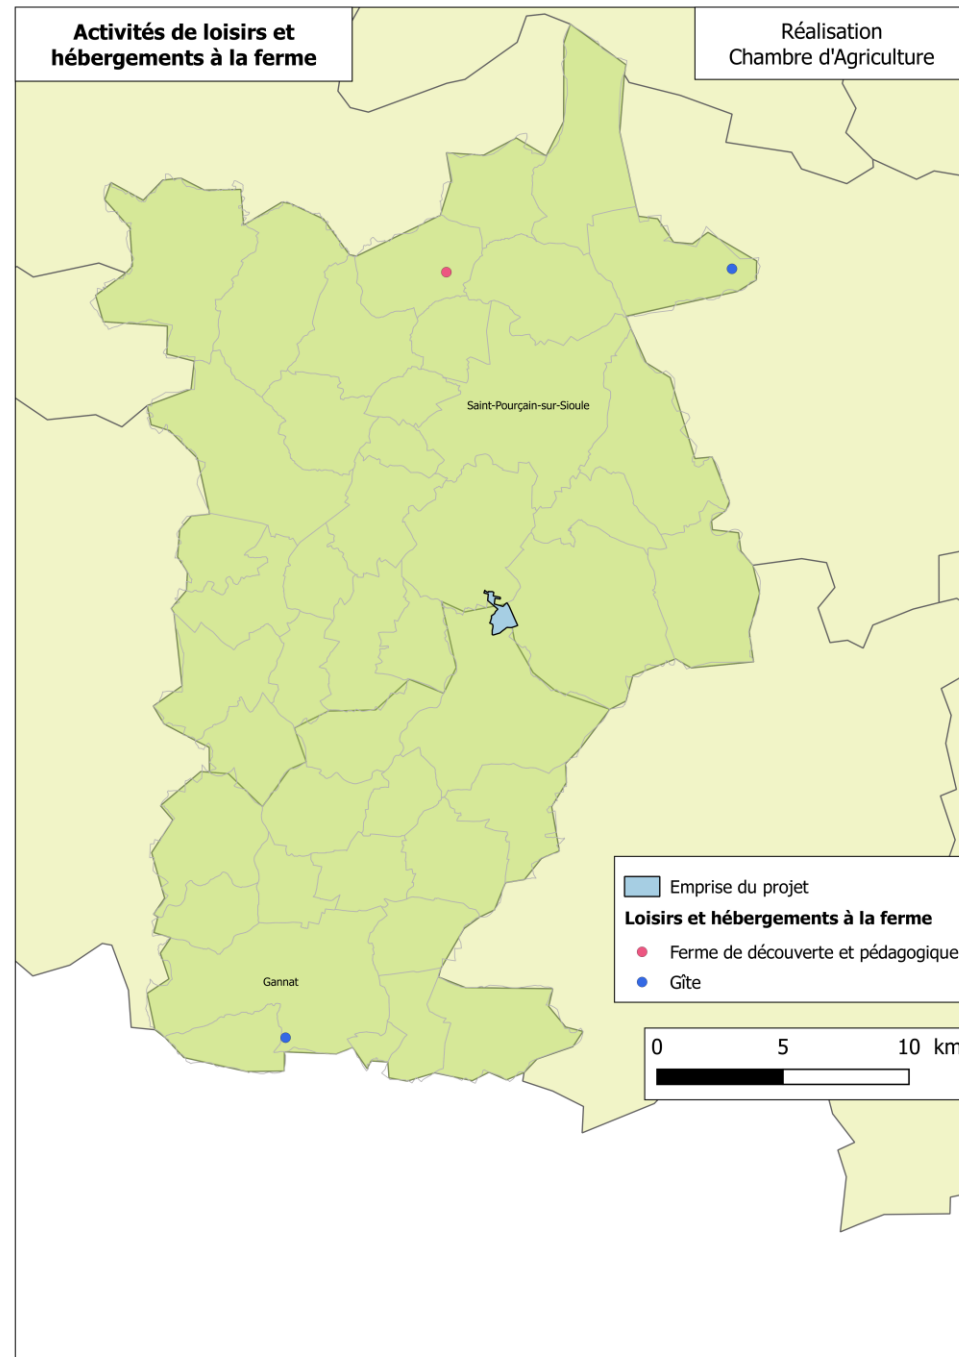 Activités de loisirs et
hébergements à la ferme
Réalisation
Chambre d'Agriculture
Saint-Pourçain-sur-Sioule
Gannat
Emprise du projet
Loisirs et hébergements à la ferme
Ferme de découverte et pédagogique
Gîte
0 5 10 km